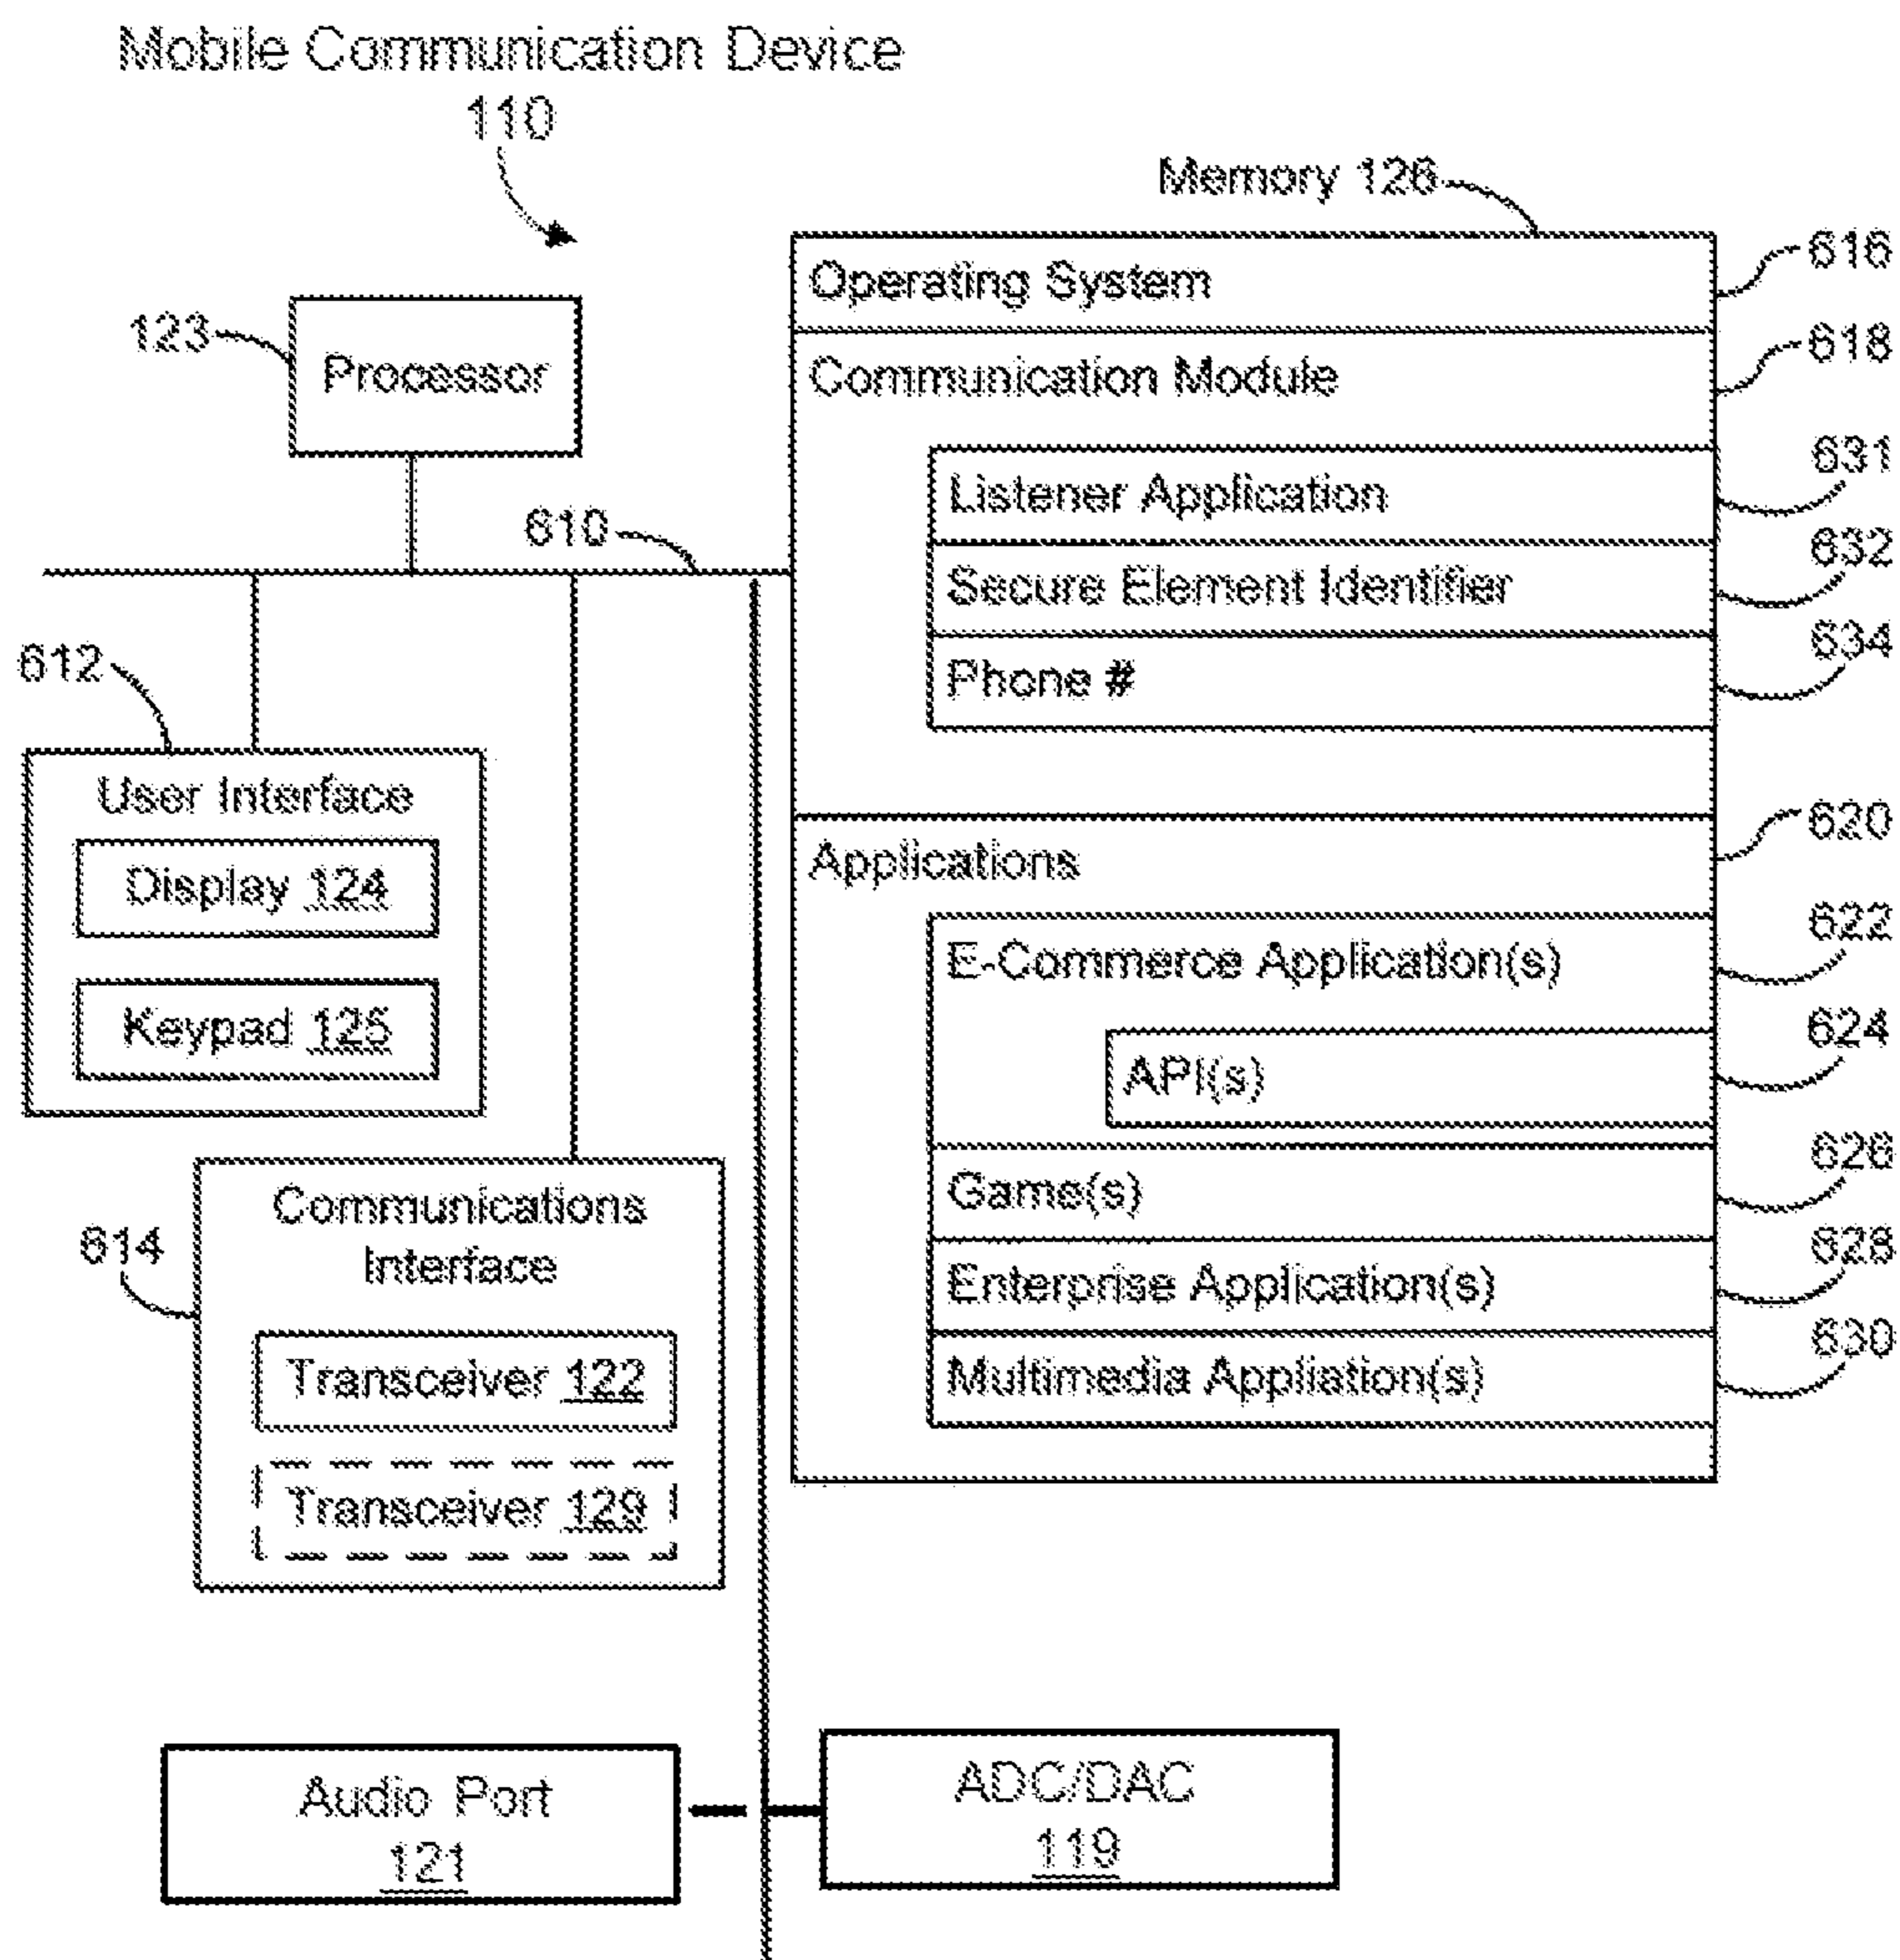 Mobile Communication Device
110
Memory 126
Operating System
616
123
Processor
Communication Module
618
Listener Application
631
610
Secure Element Identifier
632
Phone #
634
612
User Interface
Display 124
Keypad 125
Applications
620
E-Commerce Application(s)
622
API(s)
624
Game(s)
626
Enterprise Application(s)
628
Multimedia Appliation(s)
630
614
Communications
Interface
Transceiver 122
Transceiver 129
Audio Port
121
ADC/DAC
119